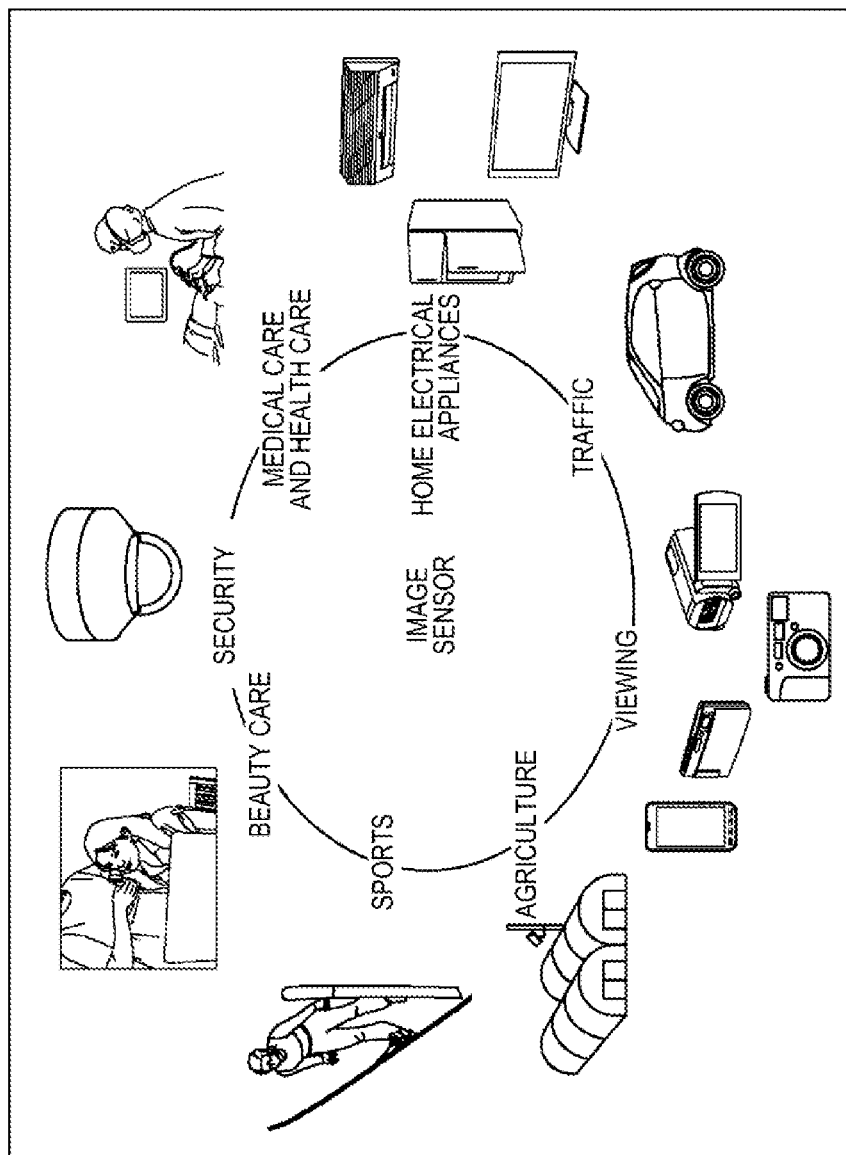 SECURITY
MEDICAL CARE
AND HEALTH CARE
BEAUTY CARE
SPORTS
IMAGE
SENSOR
HOME ELECTRICAL
APPLIANCES
AGRICULTURE
VIEWING
TRAFFIC